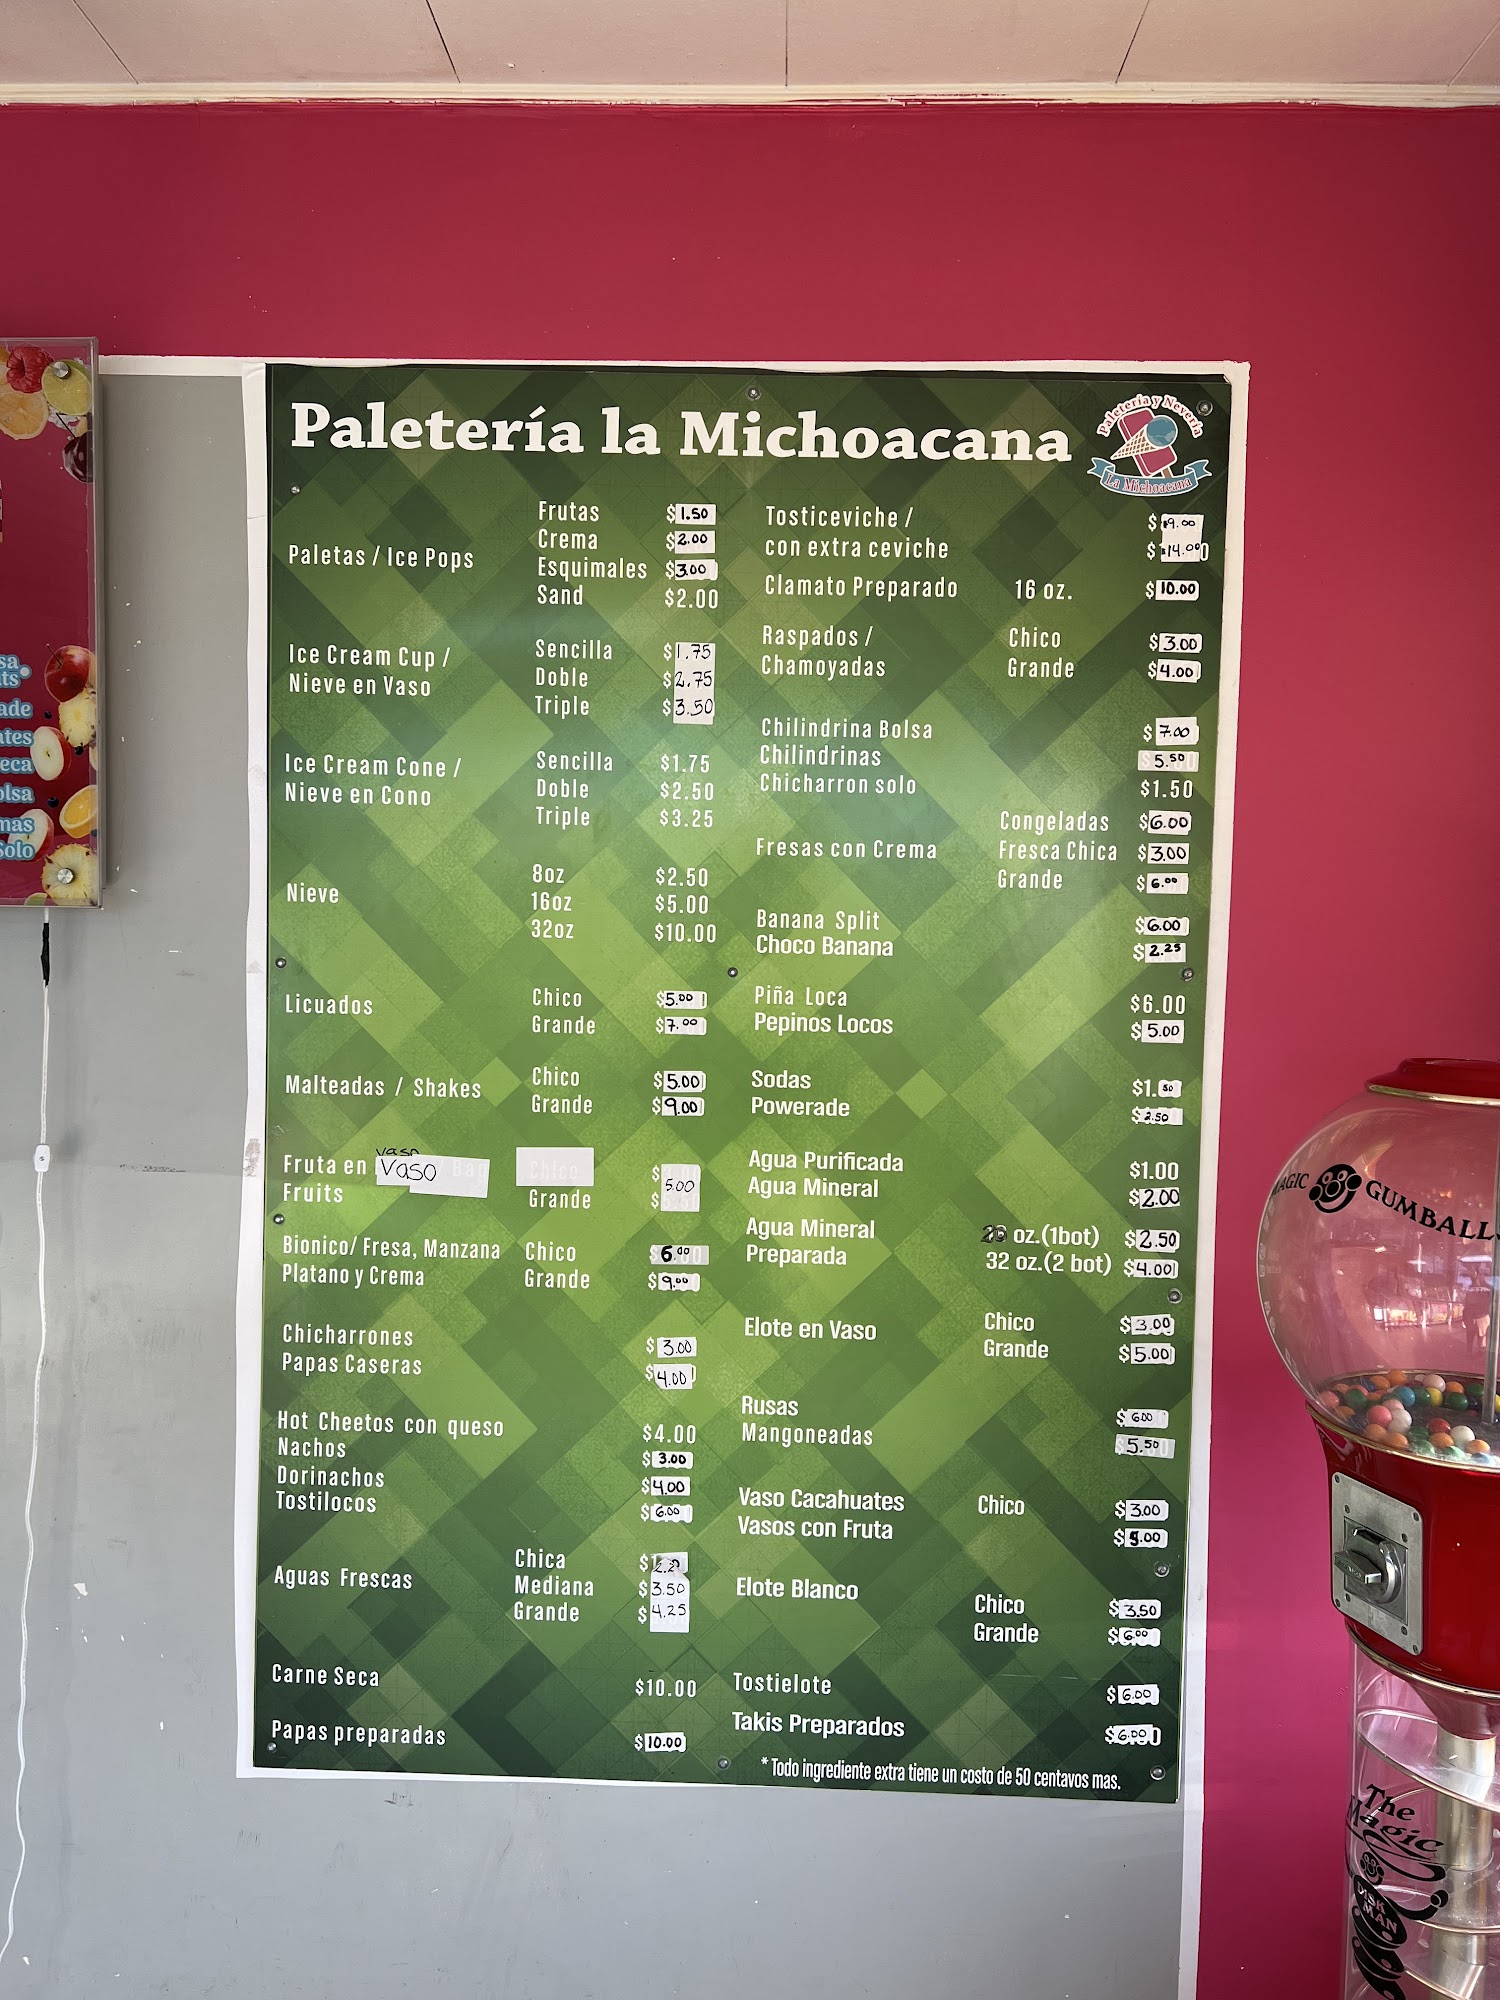 Paletería la Michoacana
Paletería y Nevería
La Michoacana
Paletas / Ice Pops
Frutas $1.50
Crema $2.00
Esquimales $3.00
Sand $2.00
Ice Cream Cup /
Nieve en Vaso
Sencilla $1.75
Doble $2.75
Triple $3.50
Ice Cream Cone /
Nieve en Cono
Sencilla $1.75
Doble $2.50
Triple $3.25
Nieve
8oz $2.50
16oz $5.00
32oz $10.00
Licuados
Chico $5.00
Grande $7.00
Malteadas / Shakes
Chico $5.00
Grande $9.00
vaso
Fruta en vaso
Fruits
Chico
Grande $5.00
Bionico/ Fresa, Manzana
Platano y Crema
Chico $6.00
Grande $9.00
Chicharrones $3.00
Papas Caseras $4.00
Hot Cheetos con queso $4.00
Nachos $3.00
Dorinachos $4.00
Tostilocos $6.00
Aguas Frescas
Chica
Mediana $3.50
Grande $4.25
Carne Seca $10.00
Papas preparadas $10.00
Tosticeviche / $9.00
con extra ceviche $14.00
Clamato Preparado 16 oz. $10.00
Raspados /
Chamoyadas
Chico $3.00
Grande $4.00
Chilindrina Bolsa $7.00
Chilindrinas $5.50
Chicharron solo $1.50
Fresas con Crema
Congeladas $6.00
Fresca Chica $3.00
Grande $6.00
Banana Split $6.00
Choco Banana $2.25
Piña Loca $6.00
Pepinos Locos $5.00
Sodas $1.50
Powerade $2.50
Agua Purificada $1.00
Agua Mineral $2.00
Agua Mineral
Preparada
oz.(1bot) $2.50
32 oz.(2 bot) $4.00
Elote en Vaso
Chico $3.00
Grande $5.00
Rusas $6.00
Mangoneadas $5.50
Vaso Cacahuates Chico $3.00
Vasos con Fruta
Elote Blanco
Chico $3.50
Grande $6.00
Tostielote $6.00
Takis Preparados $6.00
* Todo ingrediente extra tiene un costo de 50 centavos mas.
sa
ts
ade
ates
eca
olsa
mas
Solo
MAGIC GUMBALL
The
Magic
DISK
MAN